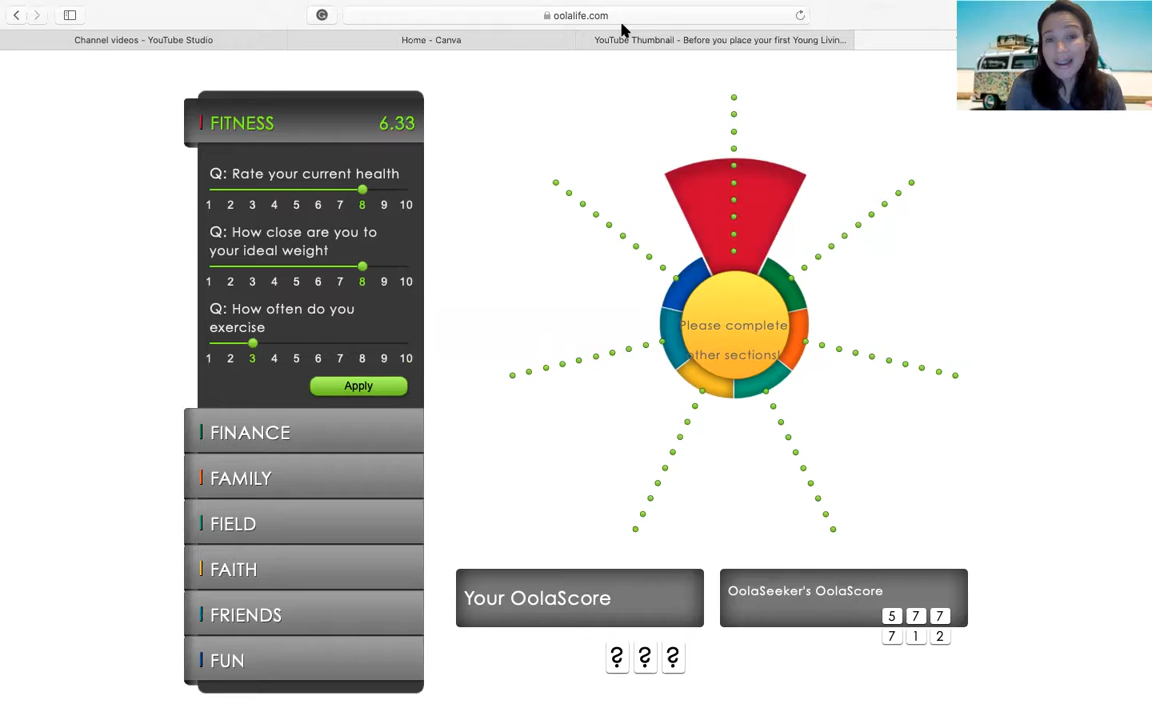 oolalife.com
Channel videos - YouTube Studio
Home - Canva
YouTube Thumbnail - Before you place your first Young Livin...
FITNESS 6.33
Q: Rate your current health
1 2 3 4 5 6 7 8 9 10
Q: How close are you to
your ideal weight
1 2 3 4 5 6 7 8 9 10
Q: How often do you
exercise
1 2 3 4 5 6 7 8 9 10
Apply
FINANCE
FAMILY
FIELD
FAITH
FRIENDS
FUN
Please complete
other sections!
Your OolaScore
? ? ?
OolaSeeker's OolaScore
5 7 7
7 1 2